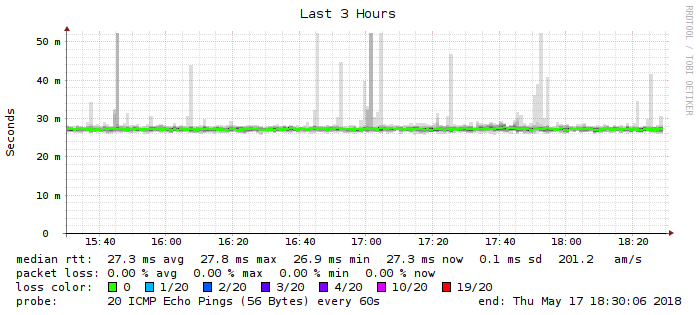 Last 3 Hours
RRDTOOL / TOBI OETIKER
Seconds
50 m
40 m
30 m
20 m
10 m
0
15:40 16:00 16:20 16:40 17:00 17:20 17:40 18:00 18:20
median rtt: 27.3 ms avg 27.8 ms max 26.9 ms min 27.3 ms now 0.1 ms sd 201.2 am/s
packet loss: 0.00 % avg 0.00 % max 0.00 % min 0.00 % now
loss color: 0 1/20 2/20 3/20 4/20 10/20 19/20
probe: 20 ICMP Echo Pings (56 Bytes) every 60s end: Thu May 17 18:30:06 2018